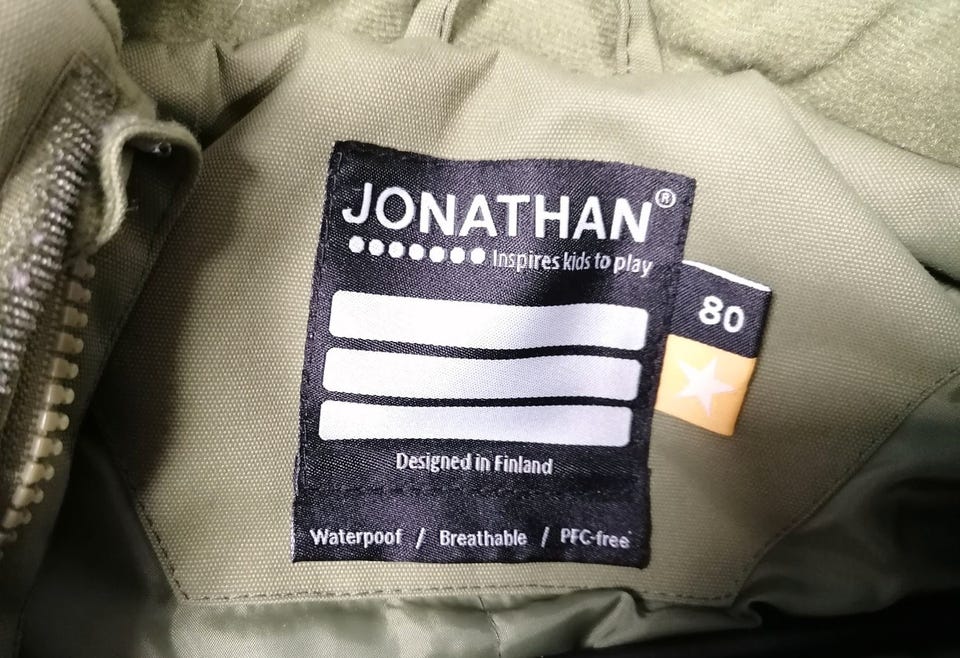 JONATHAN®
Inspires kids to play
80
Designed in Finland
Waterpoof / Breathable / PFC-free